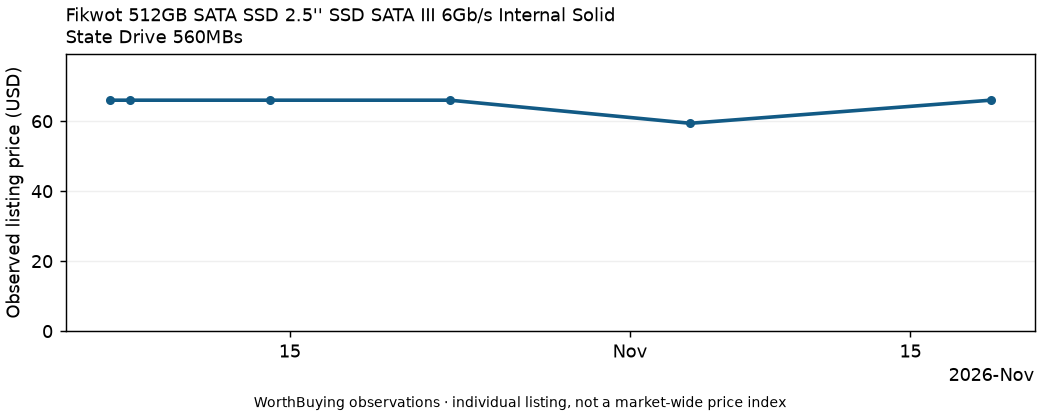 Fikwot 512GB SATA SSD 2.5'' SSD SATA III 6Gb/s Internal Solid
State Drive 560MBs
Observed listing price (USD)
60
40
20
0
15
Nov
15
2026-Nov
WorthBuying observations · individual listing, not a market-wide price index